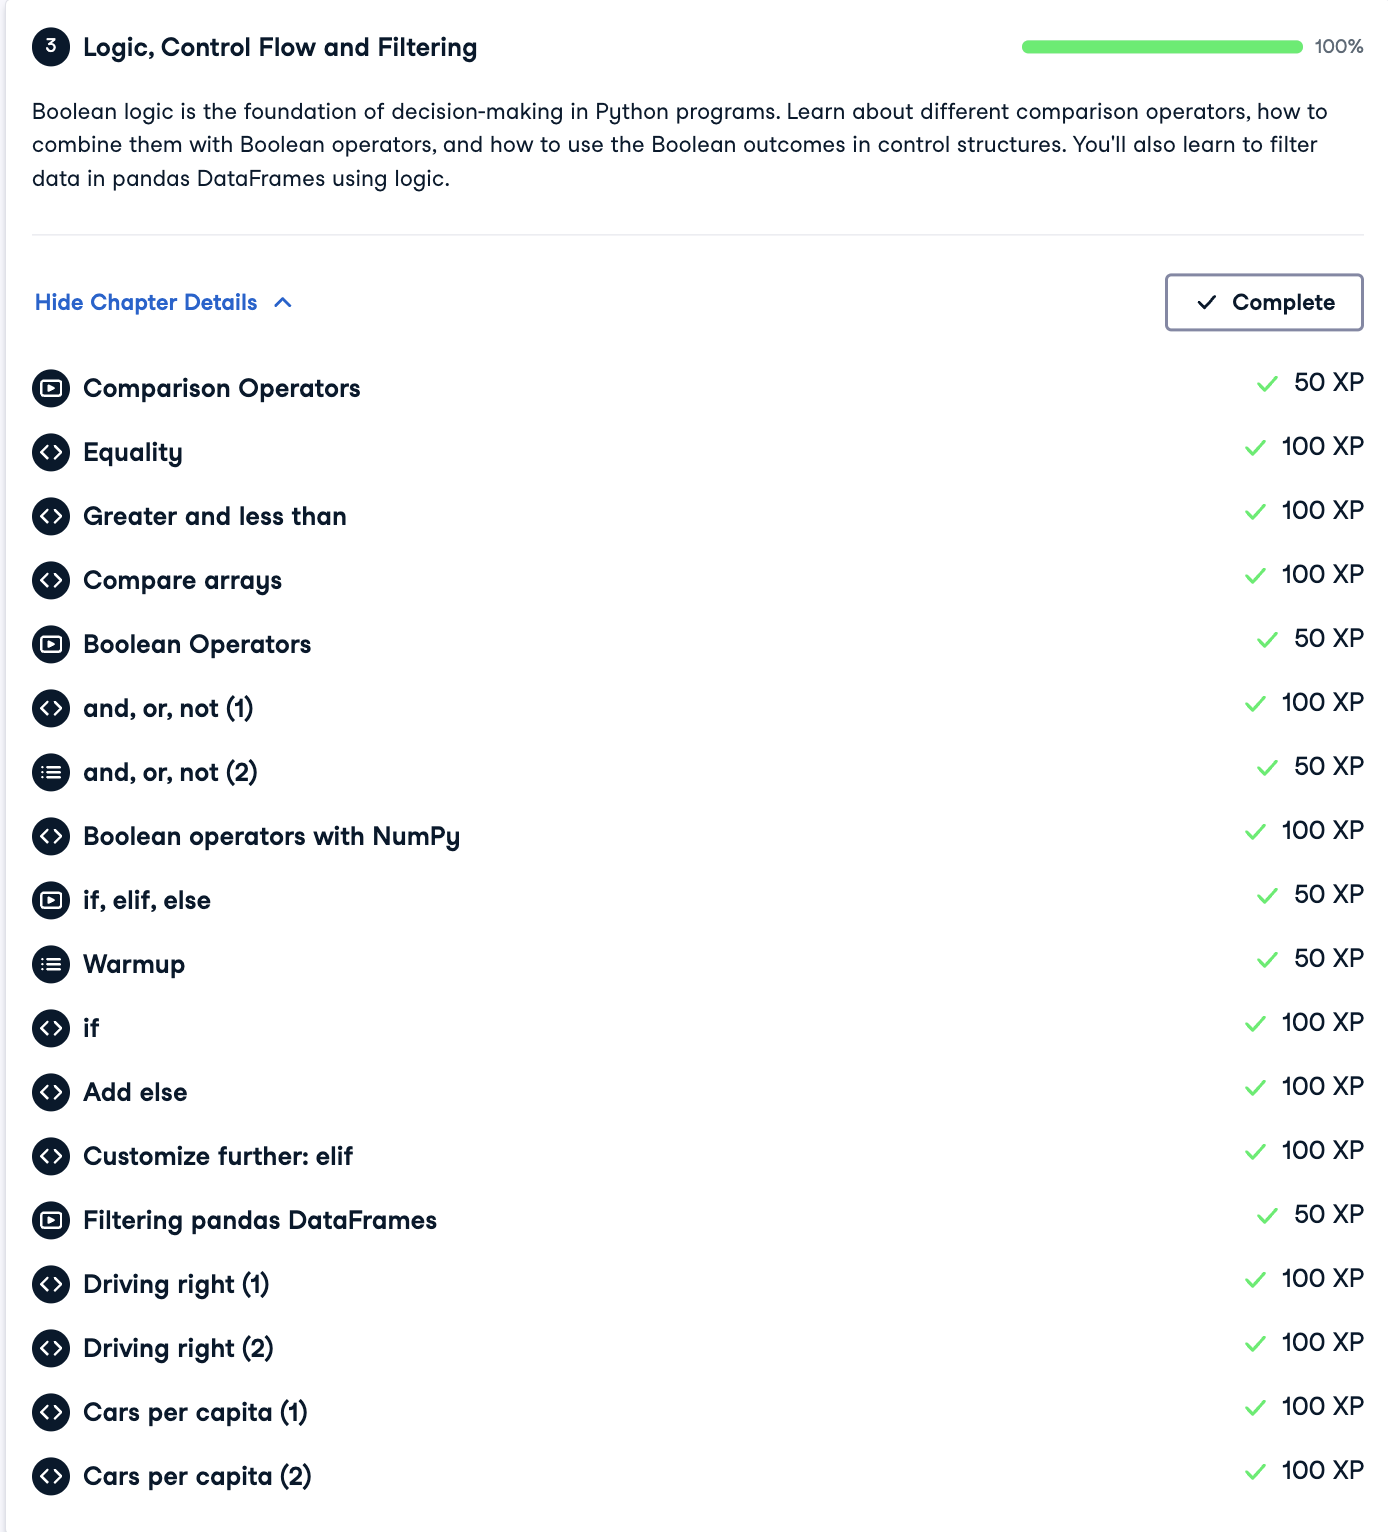 3 Logic, Control Flow and Filtering 100%
Boolean logic is the foundation of decision-making in Python programs. Learn about different comparison operators, how to
combine them with Boolean operators, and how to use the Boolean outcomes in control structures. You'll also learn to filter
data in pandas DataFrames using logic.
Hide Chapter Details Complete
Comparison Operators 50 XP
Equality 100 XP
Greater and less than 100 XP
Compare arrays 100 XP
Boolean Operators 50 XP
and, or, not (1) 100 XP
and, or, not (2) 50 XP
Boolean operators with NumPy 100 XP
if, elif, else 50 XP
Warmup 50 XP
if 100 XP
Add else 100 XP
Customize further: elif 100 XP
Filtering pandas DataFrames 50 XP
Driving right (1) 100 XP
Driving right (2) 100 XP
Cars per capita (1) 100 XP
Cars per capita (2) 100 XP